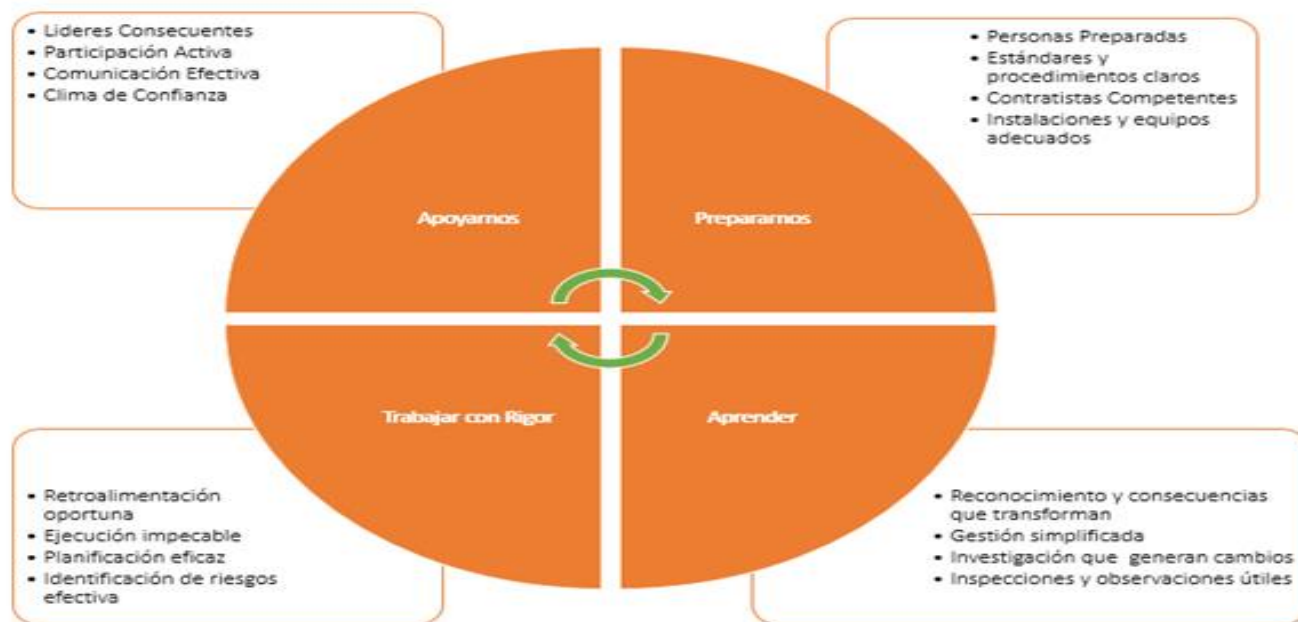 • Lideres Consecuentes
• Participación Activa
• Comunicación Efectiva
• Clima de Confianza
• Personas Preparadas
• Estándares y
procedimientos claros
• Contratistas Competentes
• Instalaciones y equipos
adecuados
Apoyarnos
Prepararnos
Trabajar con Rigor
Aprender
• Retroalimentación
oportuna
• Ejecución impecable
• Planificación eficaz
• Identificación de riesgos
efectiva
• Reconocimiento y consecuencias
que transforman
• Gestión simplificada
• Investigación que generan cambios
• Inspecciones y observaciones útiles